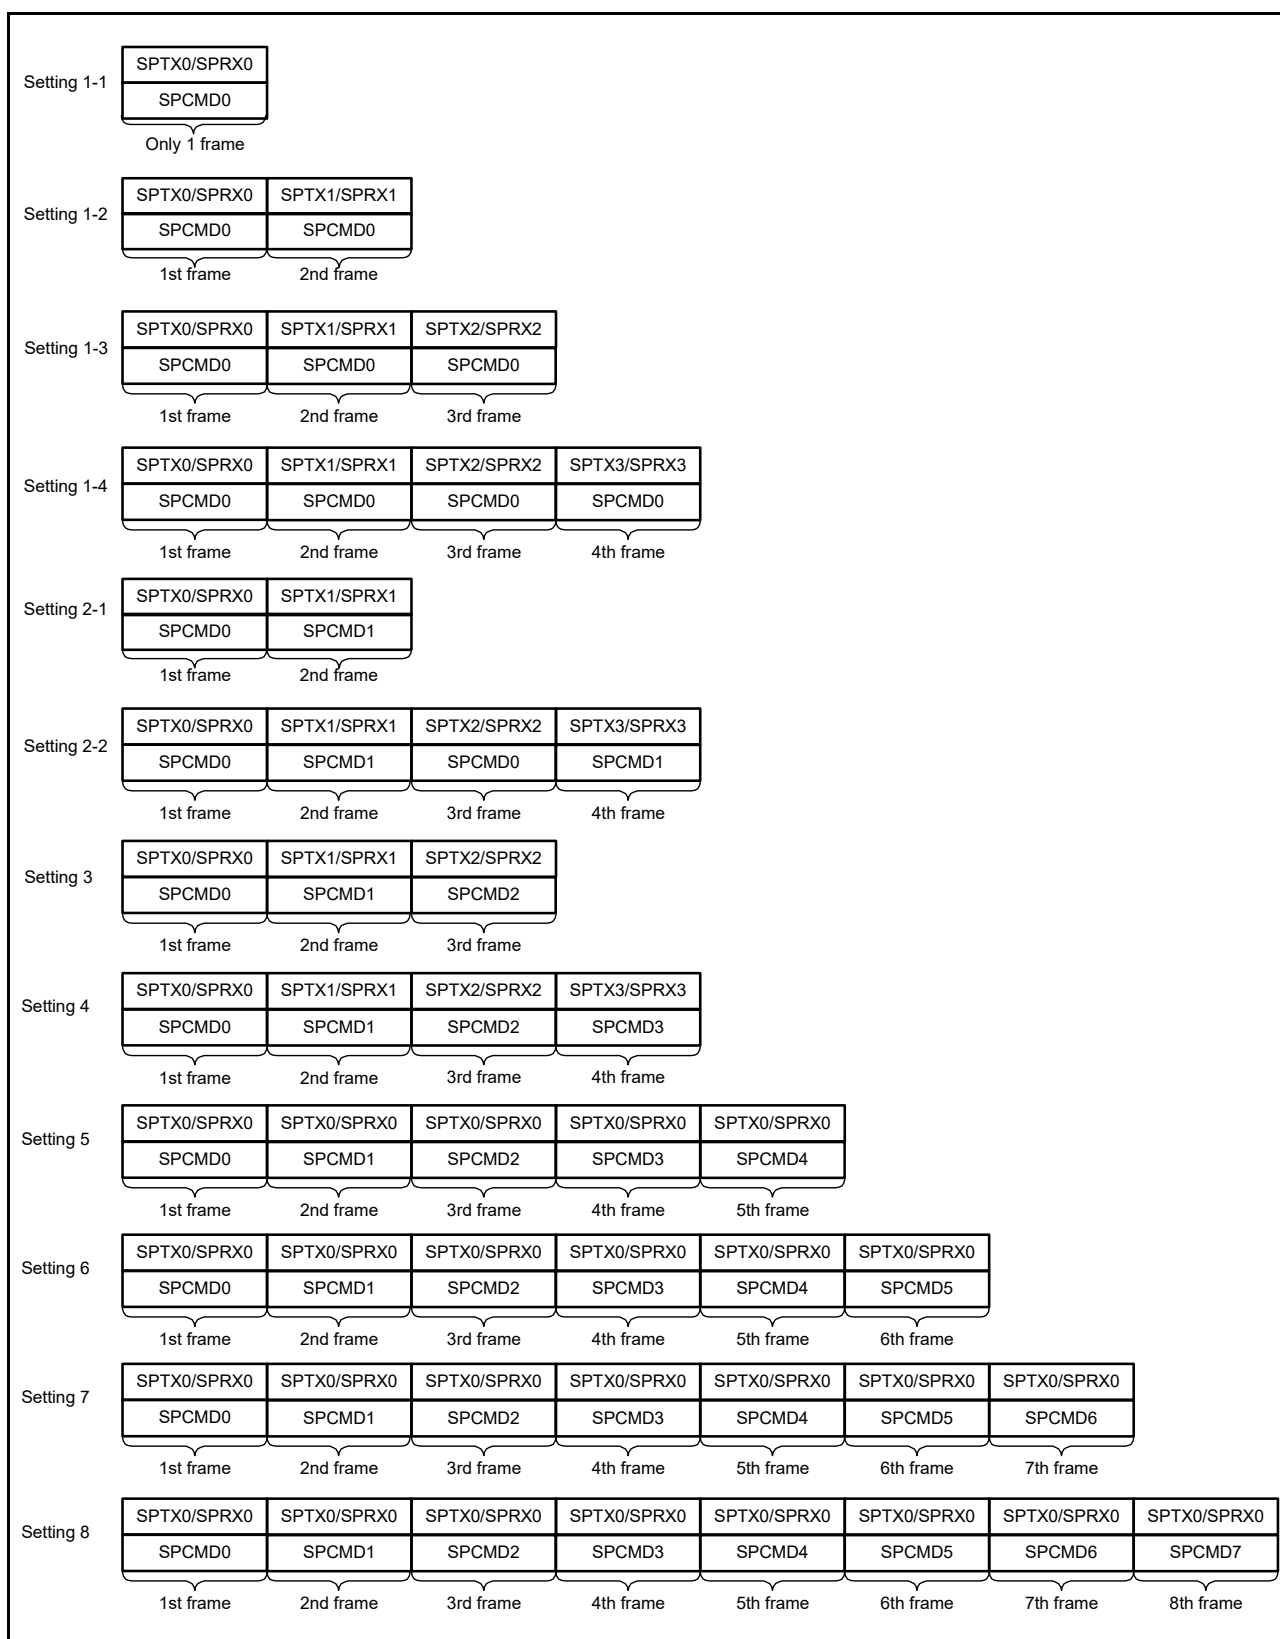 Setting 1-1
SPTX0/SPRX0
SPCMD0
Only 1 frame
Setting 1-2
SPTX0/SPRX0 SPTX1/SPRX1
SPCMD0 SPCMD0
1st frame 2nd frame
Setting 1-3
SPTX0/SPRX0 SPTX1/SPRX1 SPTX2/SPRX2
SPCMD0 SPCMD0 SPCMD0
1st frame 2nd frame 3rd frame
Setting 1-4
SPTX0/SPRX0 SPTX1/SPRX1 SPTX2/SPRX2 SPTX3/SPRX3
SPCMD0 SPCMD0 SPCMD0 SPCMD0
1st frame 2nd frame 3rd frame 4th frame
Setting 2-1
SPTX0/SPRX0 SPTX1/SPRX1
SPCMD0 SPCMD1
1st frame 2nd frame
Setting 2-2
SPTX0/SPRX0 SPTX1/SPRX1 SPTX2/SPRX2 SPTX3/SPRX3
SPCMD0 SPCMD1 SPCMD0 SPCMD1
1st frame 2nd frame 3rd frame 4th frame
Setting 3
SPTX0/SPRX0 SPTX1/SPRX1 SPTX2/SPRX2
SPCMD0 SPCMD1 SPCMD2
1st frame 2nd frame 3rd frame
Setting 4
SPTX0/SPRX0 SPTX1/SPRX1 SPTX2/SPRX2 SPTX3/SPRX3
SPCMD0 SPCMD1 SPCMD2 SPCMD3
1st frame 2nd frame 3rd frame 4th frame
Setting 5
SPTX0/SPRX0 SPTX0/SPRX0 SPTX0/SPRX0 SPTX0/SPRX0 SPTX0/SPRX0
SPCMD0 SPCMD1 SPCMD2 SPCMD3 SPCMD4
1st frame 2nd frame 3rd frame 4th frame 5th frame
Setting 6
SPTX0/SPRX0 SPTX0/SPRX0 SPTX0/SPRX0 SPTX0/SPRX0 SPTX0/SPRX0 SPTX0/SPRX0
SPCMD0 SPCMD1 SPCMD2 SPCMD3 SPCMD4 SPCMD5
1st frame 2nd frame 3rd frame 4th frame 5th frame 6th frame
Setting 7
SPTX0/SPRX0 SPTX0/SPRX0 SPTX0/SPRX0 SPTX0/SPRX0 SPTX0/SPRX0 SPTX0/SPRX0 SPTX0/SPRX0
SPCMD0 SPCMD1 SPCMD2 SPCMD3 SPCMD4 SPCMD5 SPCMD6
1st frame 2nd frame 3rd frame 4th frame 5th frame 6th frame 7th frame
Setting 8
SPTX0/SPRX0 SPTX0/SPRX0 SPTX0/SPRX0 SPTX0/SPRX0 SPTX0/SPRX0 SPTX0/SPRX0 SPTX0/SPRX0 SPTX0/SPRX0
SPCMD0 SPCMD1 SPCMD2 SPCMD3 SPCMD4 SPCMD5 SPCMD6 SPCMD7
1st frame 2nd frame 3rd frame 4th frame 5th frame 6th frame 7th frame 8th frame